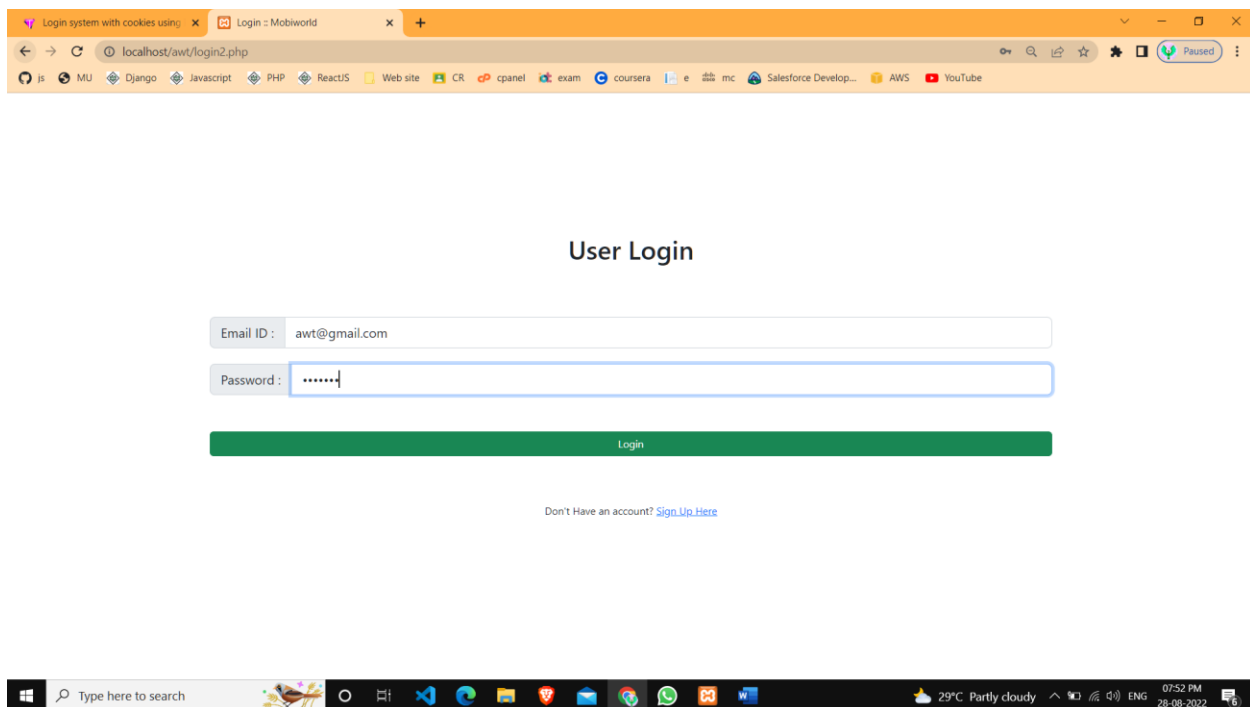 Login system with cookies using
Login :: Mobiworld
localhost/awt/login2.php
Paused
js MU Django Javascript PHP ReactJS Web site CR cpanel exam coursera e mc Salesforce Develop... AWS YouTube
User Login
Email ID : awt@gmail.com
Password : •••••••
Login
Don't Have an account? Sign Up Here
Type here to search
29°C Partly cloudy
ENG
07:52 PM
28-08-2022
6